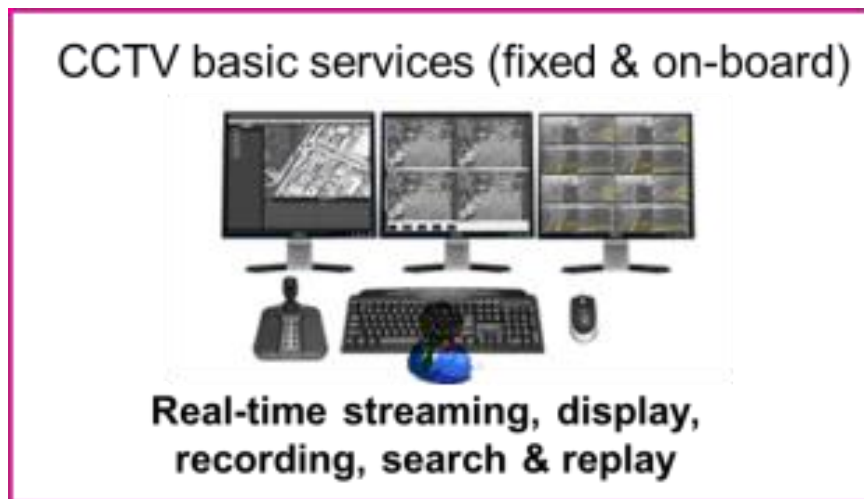 CCTV basic services (fixed & on-board)
Real-time streaming, display,
recording, search & replay